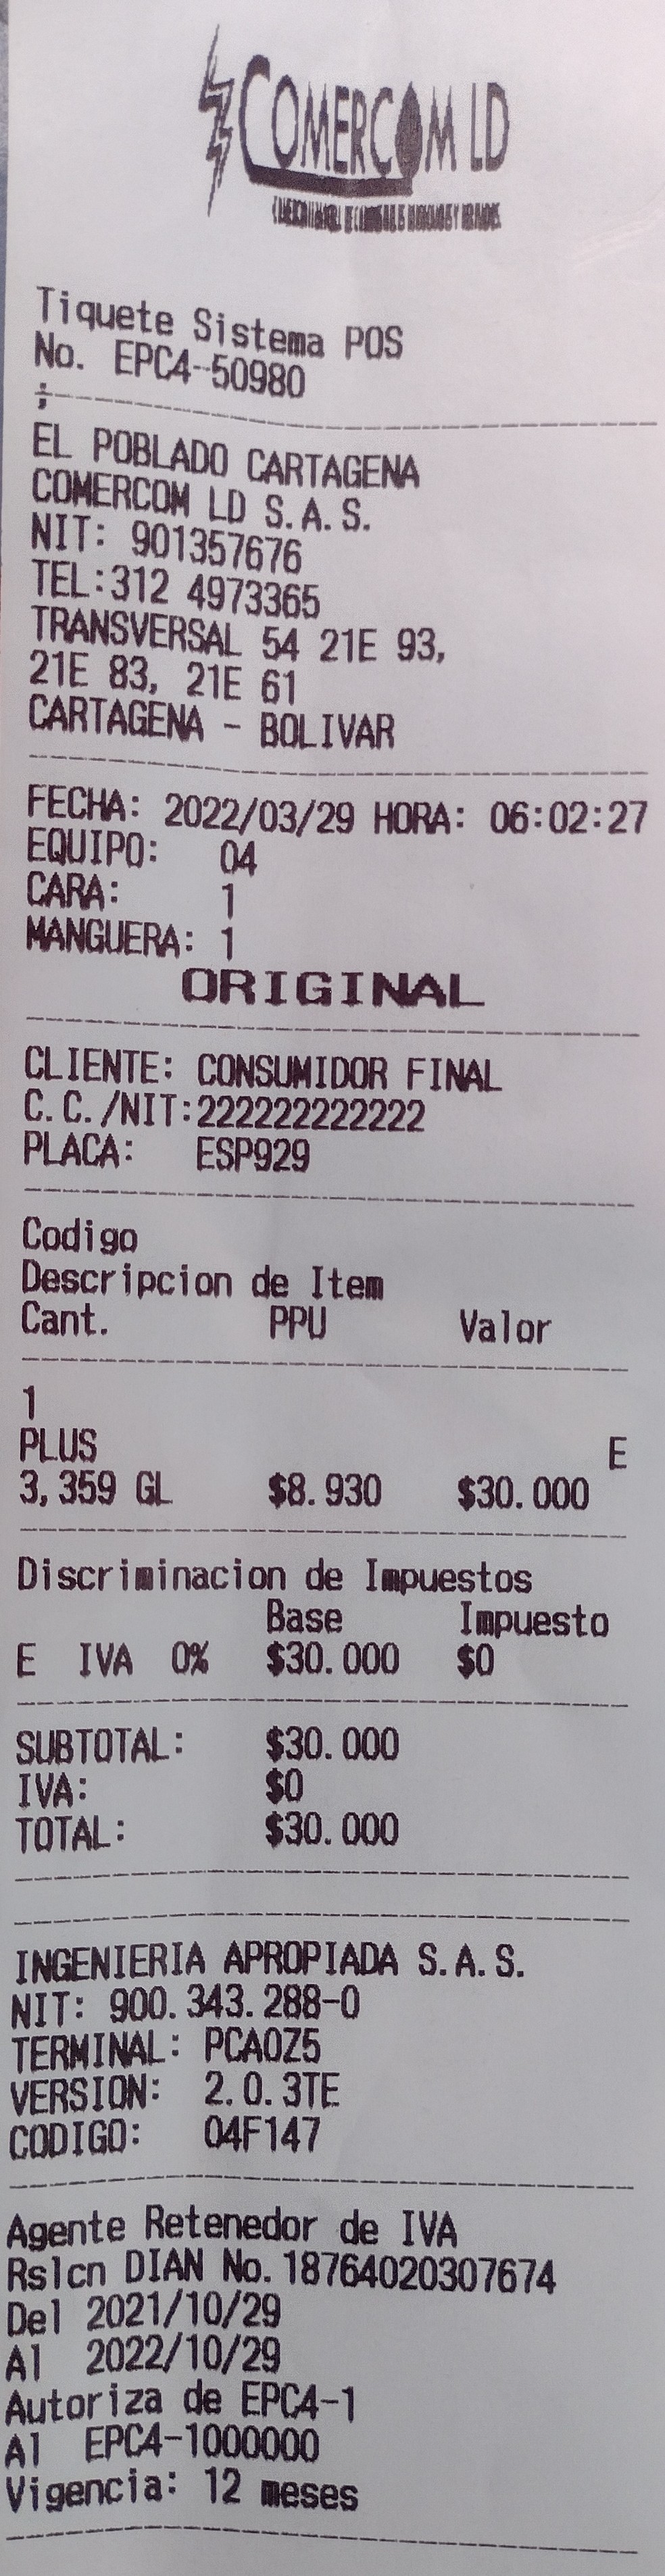 COMERCOM LD
Tiquete Sistema POS
No. EPC4-50980
;
EL POBLADO CARTAGENA
COMERCOM LD S.A.S.
NIT: 901357676
TEL:312 4973365
TRANSVERSAL 54 21E 93,
21E 83, 21E 61
CARTAGENA - BOLIVAR
FECHA: 2022/03/29 HORA: 06:02:27
EQUIPO: 04
CARA: 1
MANGUERA: 1
ORIGINAL
CLIENTE: CONSUMIDOR FINAL
C.C./NIT:222222222222
PLACA: ESP929
Codigo
Descripcion de Item
Cant. PPU Valor
1
PLUS E
3,359 GL $8.930 $30.000
Discriminacion de Impuestos
Base Impuesto
E IVA 0% $30.000 $0
SUBTOTAL: $30.000
IVA: $0
TOTAL: $30.000
INGENIERIA APROPIADA S.A.S.
NIT: 900.343.288-0
TERMINAL: PCA0Z5
VERSION: 2.0.3TE
CODIGO: 04F147
Agente Retenedor de IVA
Rslcn DIAN No.18764020307674
Del 2021/10/29
Al 2022/10/29
Autoriza de EPC4-1
Al EPC4-1000000
Vigencia: 12 meses